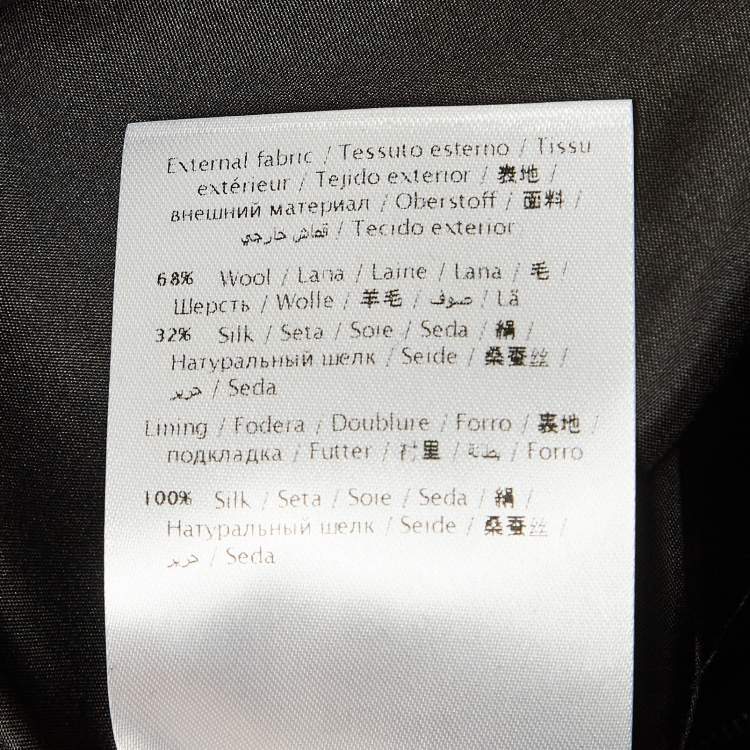 External fabric / Tessuto esterno / Tissu
extérieur / Tejido exterior / 表地 /
внешний материал / Oberstoff / 面料 /
قماش خارجي / Tecido exterior
68% Wool / Lana / Laine / Lana / 毛 /
Шерсть / Wolle / 羊毛 / صوف / Lã
32% Silk / Seta / Soie / Seda / 絹 /
Натуральный шелк / Seide / 桑蚕丝 /
حرير / Seda
Lining / Fodera / Doublure / Forro / 裏地 /
подкладка / Futter / 衬里 / بطانة / Forro
100% Silk / Seta / Soie / Seda / 絹 /
Натуральный шелк / Seide / 桑蚕丝 /
حرير / Seda